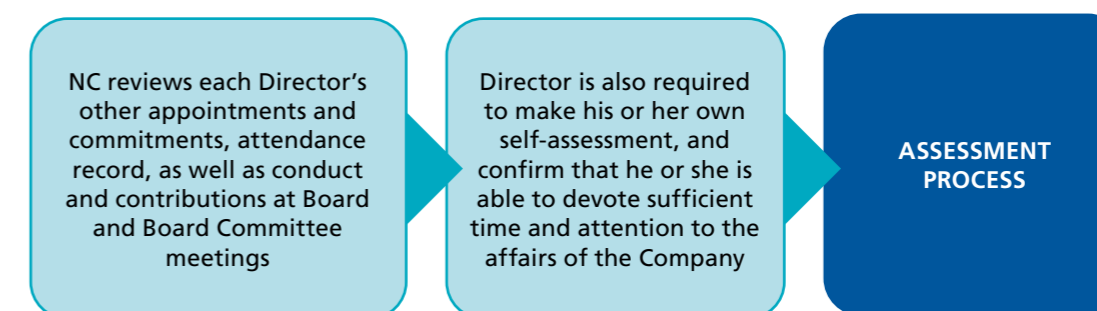 NC reviews each Director’s
other appointments and
commitments, attendance
record, as well as conduct
and contributions at Board
and Board Committee
meetings
Director is also required
to make his or her own
self-assessment, and
confirm that he or she is
able to devote sufficient
time and attention to the
affairs of the Company
ASSESSMENT
PROCESS